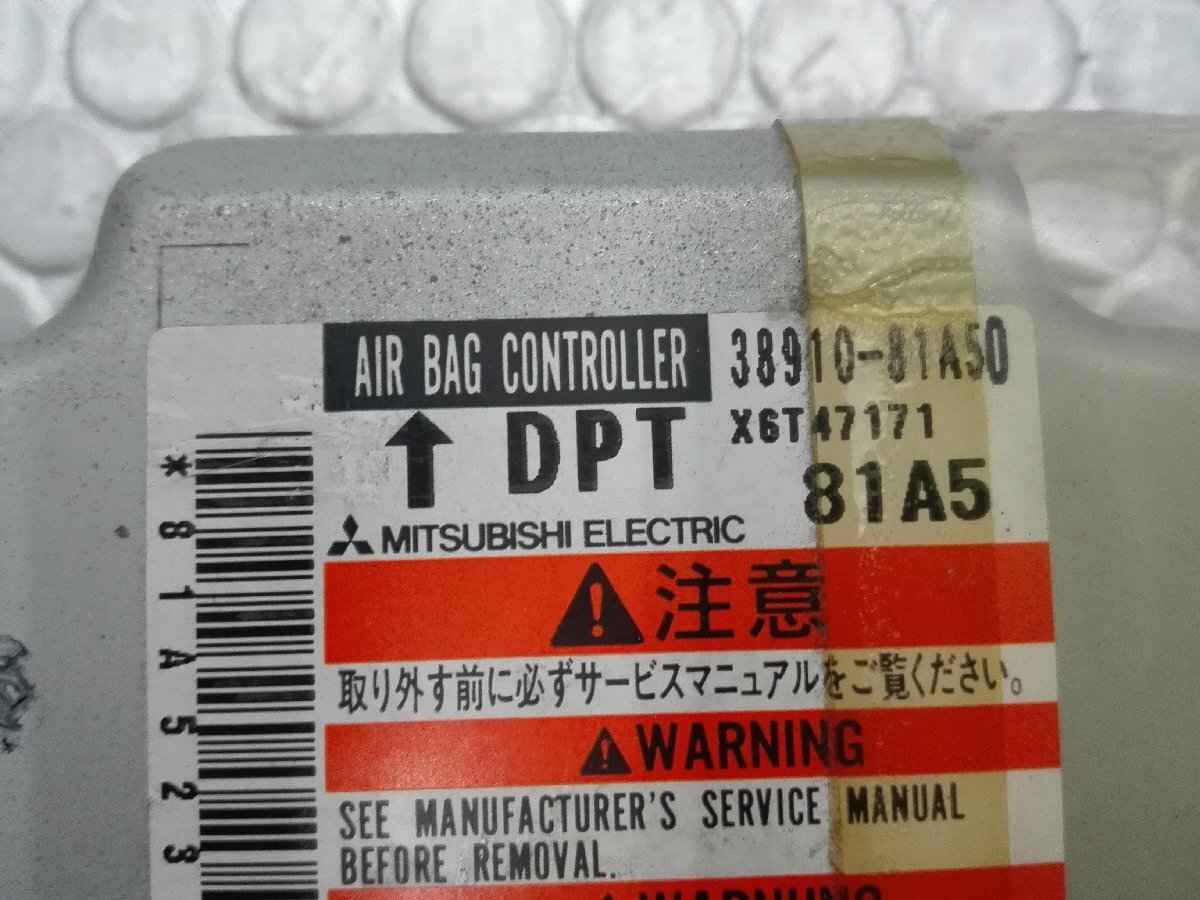 AIR BAG CONTROLLER 38910-81A50
DPT X6T47171
81A5
MITSUBISHI ELECTRIC
注意
取り外す前に必ずサービスマニュアルをご覧ください。
WARNING
SEE MANUFACTURER'S SERVICE MANUAL
BEFORE REMOVAL.
WARNUNG
*81A523